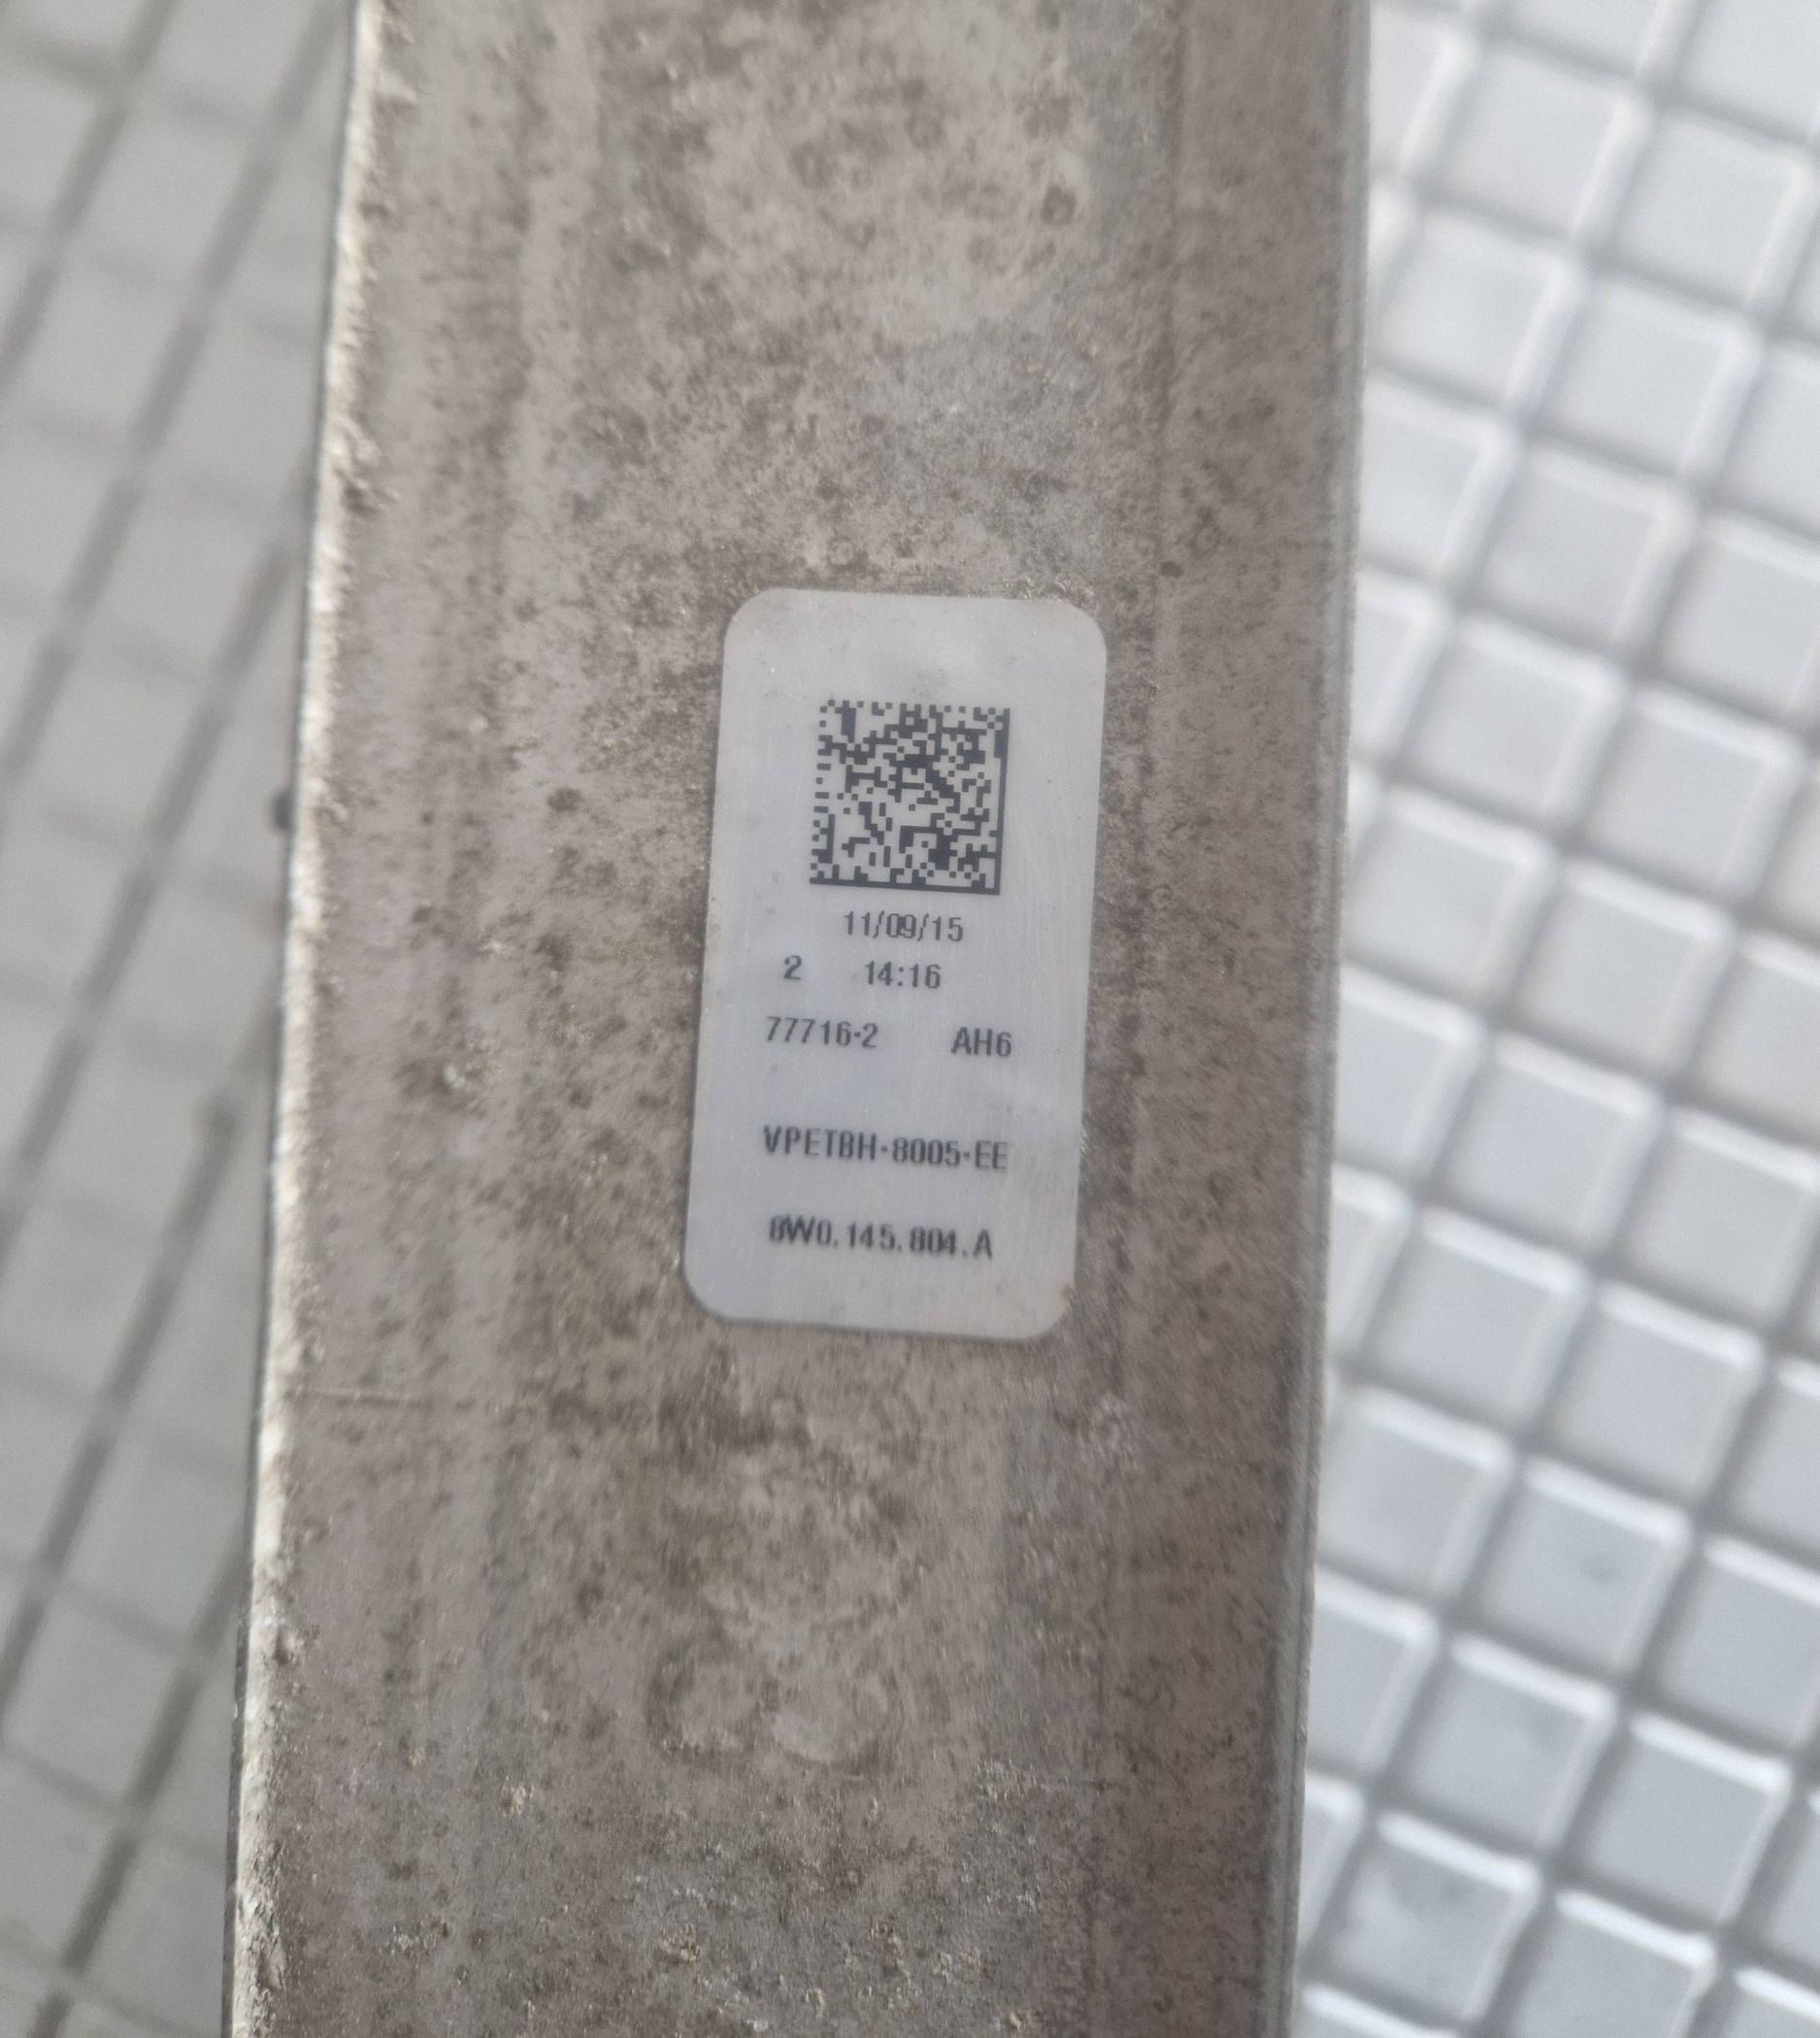 11/09/15
2 14:16
77716-2 AH6
VPETBH-8005-EE
8W0.145.804.A